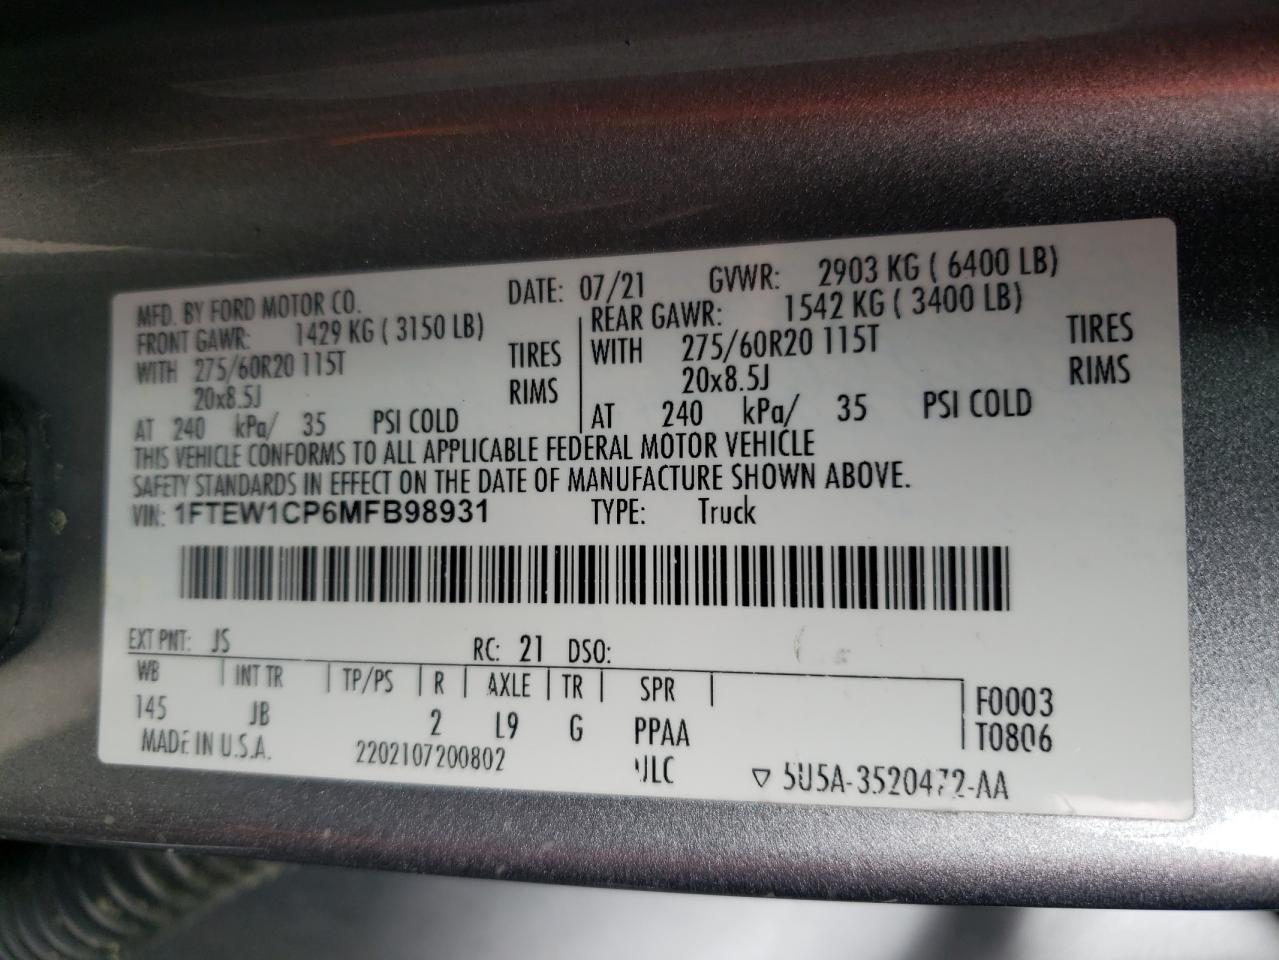 MFD. BY FORD MOTOR CO. DATE: 07/21 GVWR: 2903 KG ( 6400 LB)
FRONT GAWR: 1429 KG ( 3150 LB) REAR GAWR: 1542 KG ( 3400 LB)
WITH 275/60R20 115T TIRES WITH 275/60R20 115T TIRES
20x8.5J RIMS 20x8.5J RIMS
AT 240 kPa/ 35 PSI COLD AT 240 kPa/ 35 PSI COLD
THIS VEHICLE CONFORMS TO ALL APPLICABLE FEDERAL MOTOR VEHICLE
SAFETY STANDARDS IN EFFECT ON THE DATE OF MANUFACTURE SHOWN ABOVE.
VIN: 1FTEW1CP6MFB98931 TYPE: Truck
EXT PNT: JS RC: 21 DSO:
WB INT TR TP/PS R AXLE TR SPR F0003
145 JB 2 L9 G PPAA T0806
MADE IN U.S.A. 2202107200802 5U5A-3520472-AA